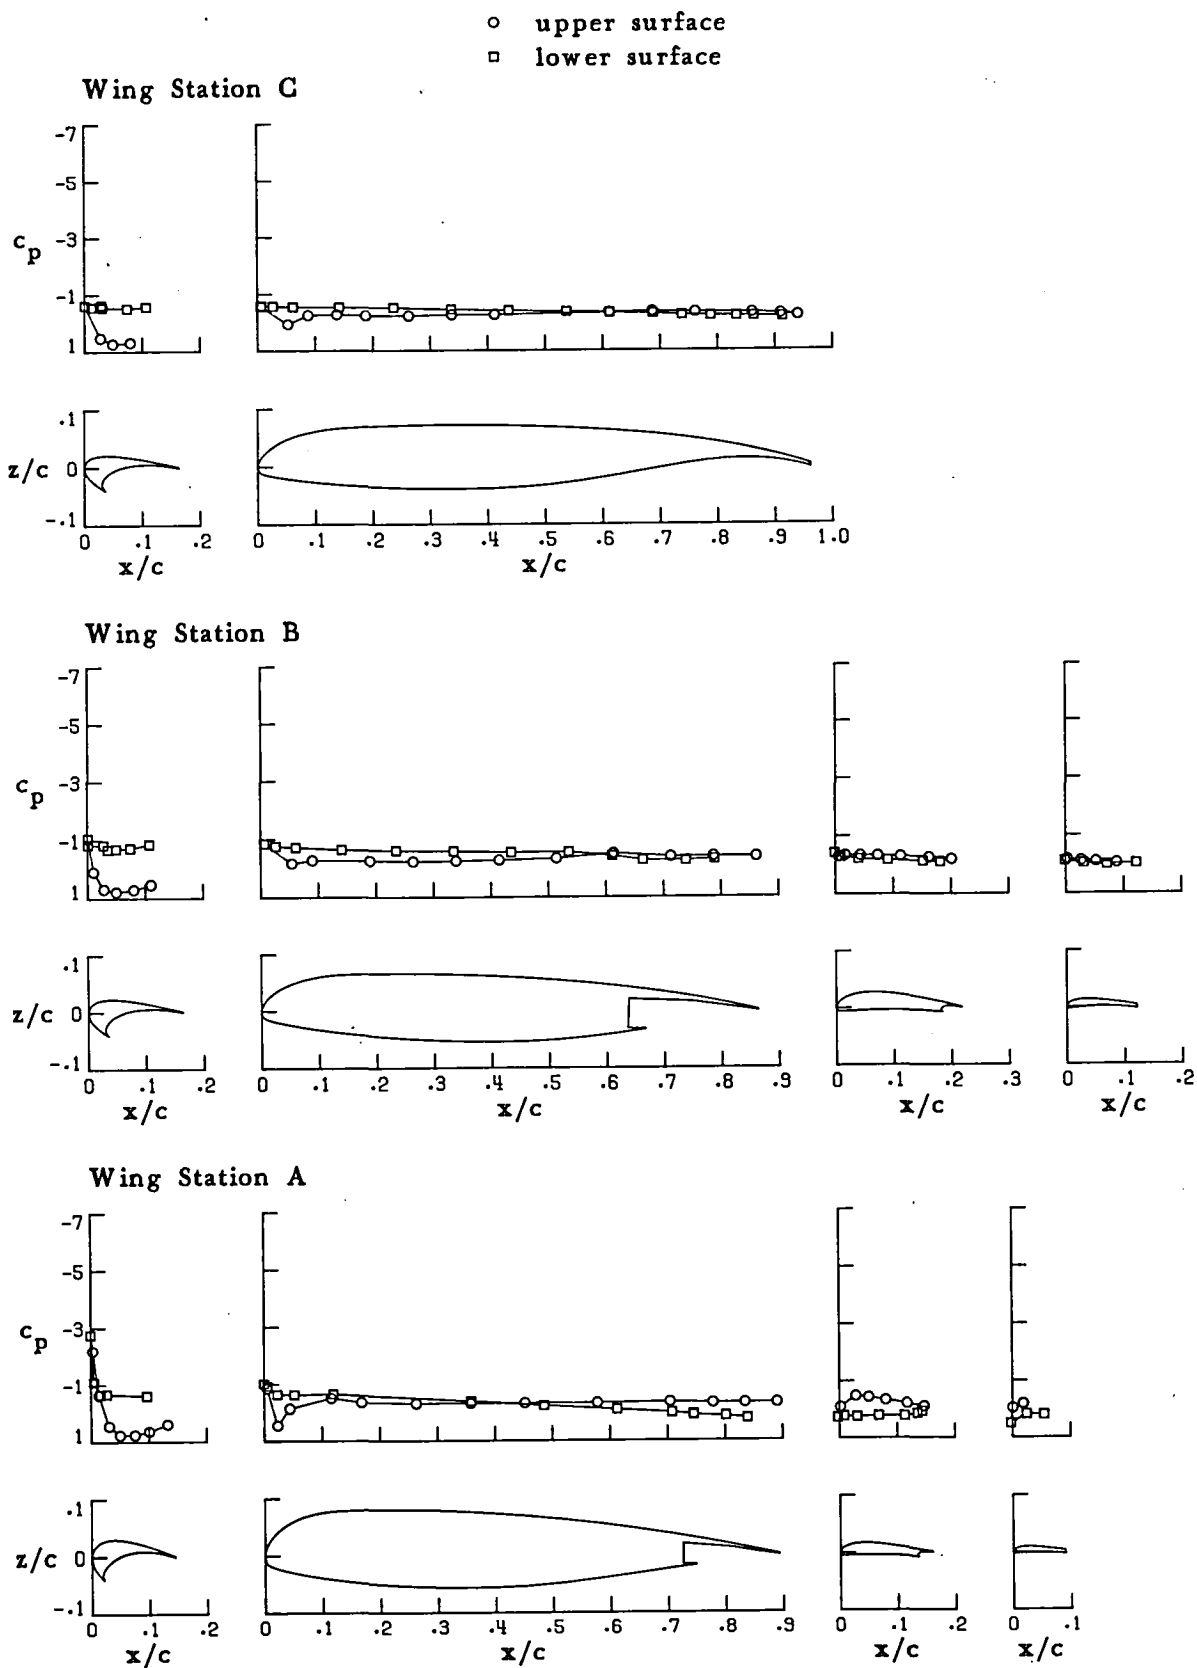 upper surface
lower surface
Wing Station C
-7
-5
-3
-1
1
c_p
.1
0
-.1
z/c
0 .1 .2
x/c
0 .1 .2 .3 .4 .5 .6 .7 .8 .9 1.0
x/c
Wing Station B
-7
-5
-3
-1
1
c_p
.1
0
-.1
z/c
0 .1 .2
x/c
0 .1 .2 .3 .4 .5 .6 .7 .8 .9
x/c
0 .1 .2 .3
x/c
0 .1 .2
x/c
Wing Station A
-7
-5
-3
-1
1
c_p
.1
0
-.1
z/c
0 .1 .2
x/c
0 .1 .2 .3 .4 .5 .6 .7 .8 .9
x/c
0 .1 .2
x/c
0 .1
x/c